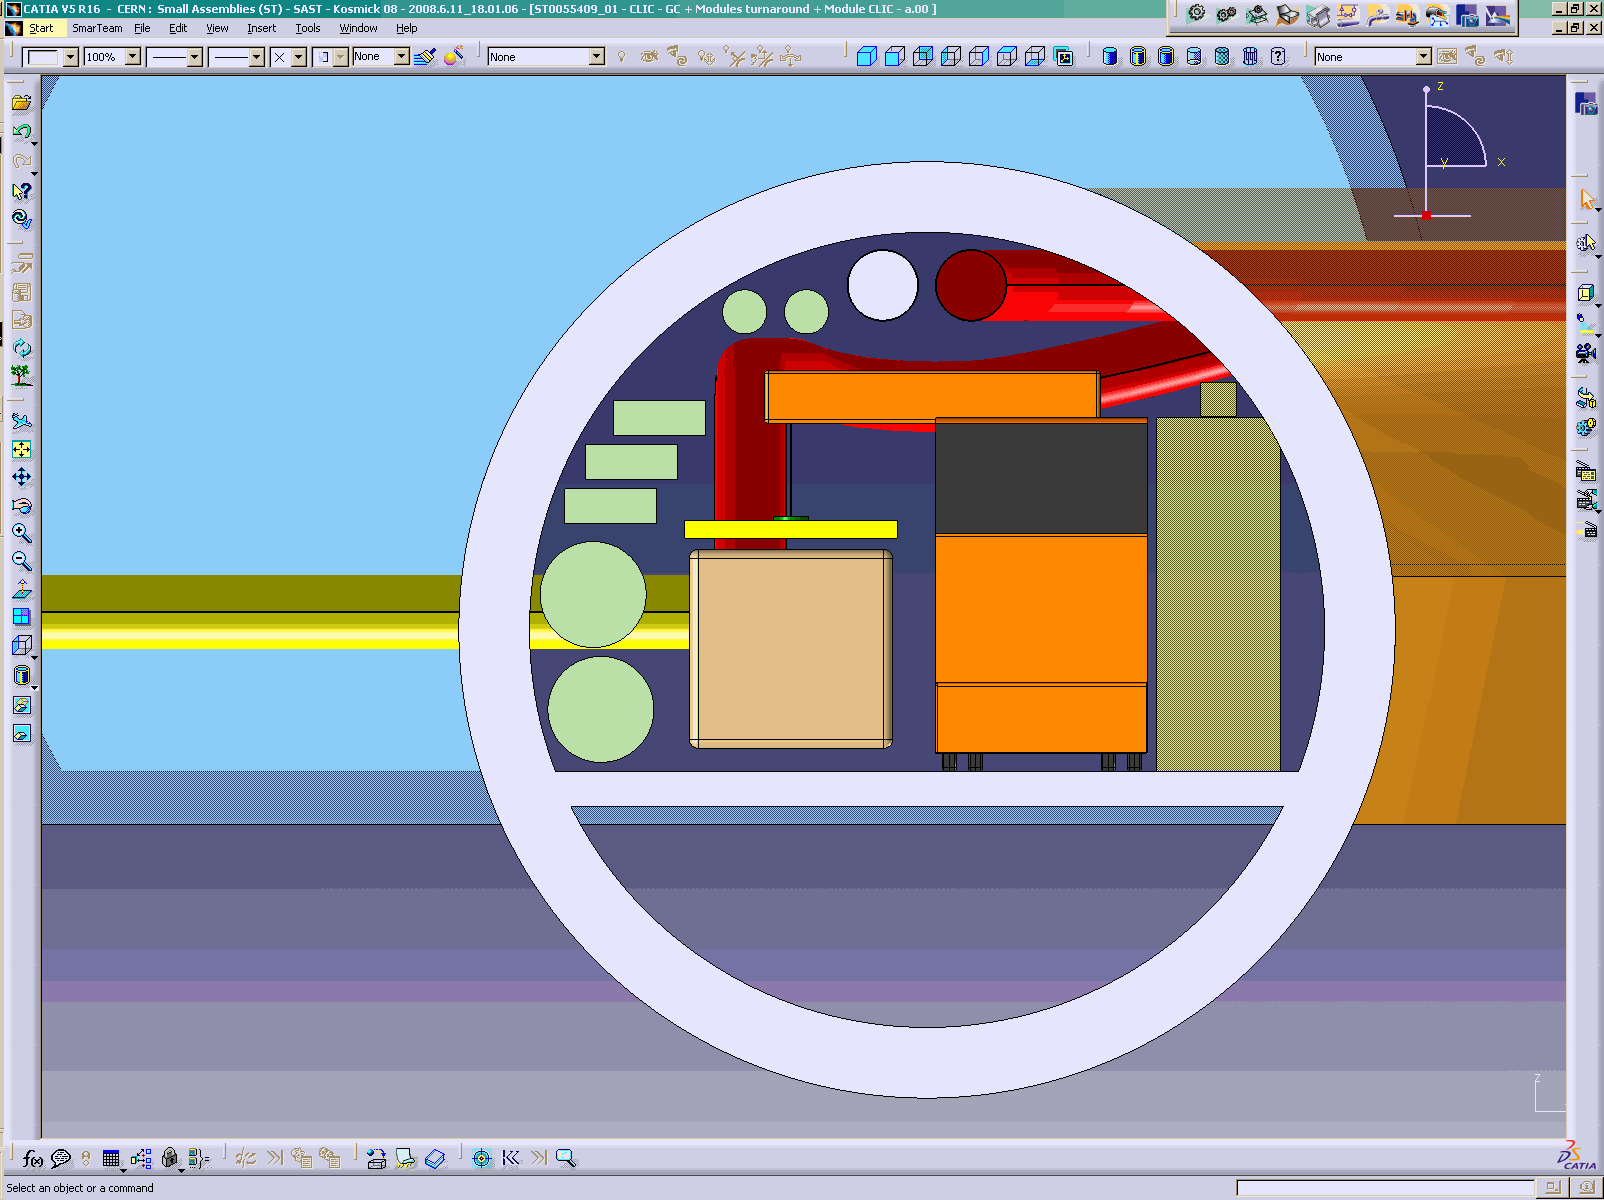 CATIA V5 R16 - CERN : Small Assemblies (ST) - SAST - Kosmick 08 - 2008.6.11_18.01.06 - [ST0055409_01 - CLIC - GC + Modules turnaround + Module CLIC - a.00 ]
Start SmarTeam File Edit View Insert Tools Window Help
100% None None None
z
y x
z
f(x)
DS CATIA
Select an object or a command